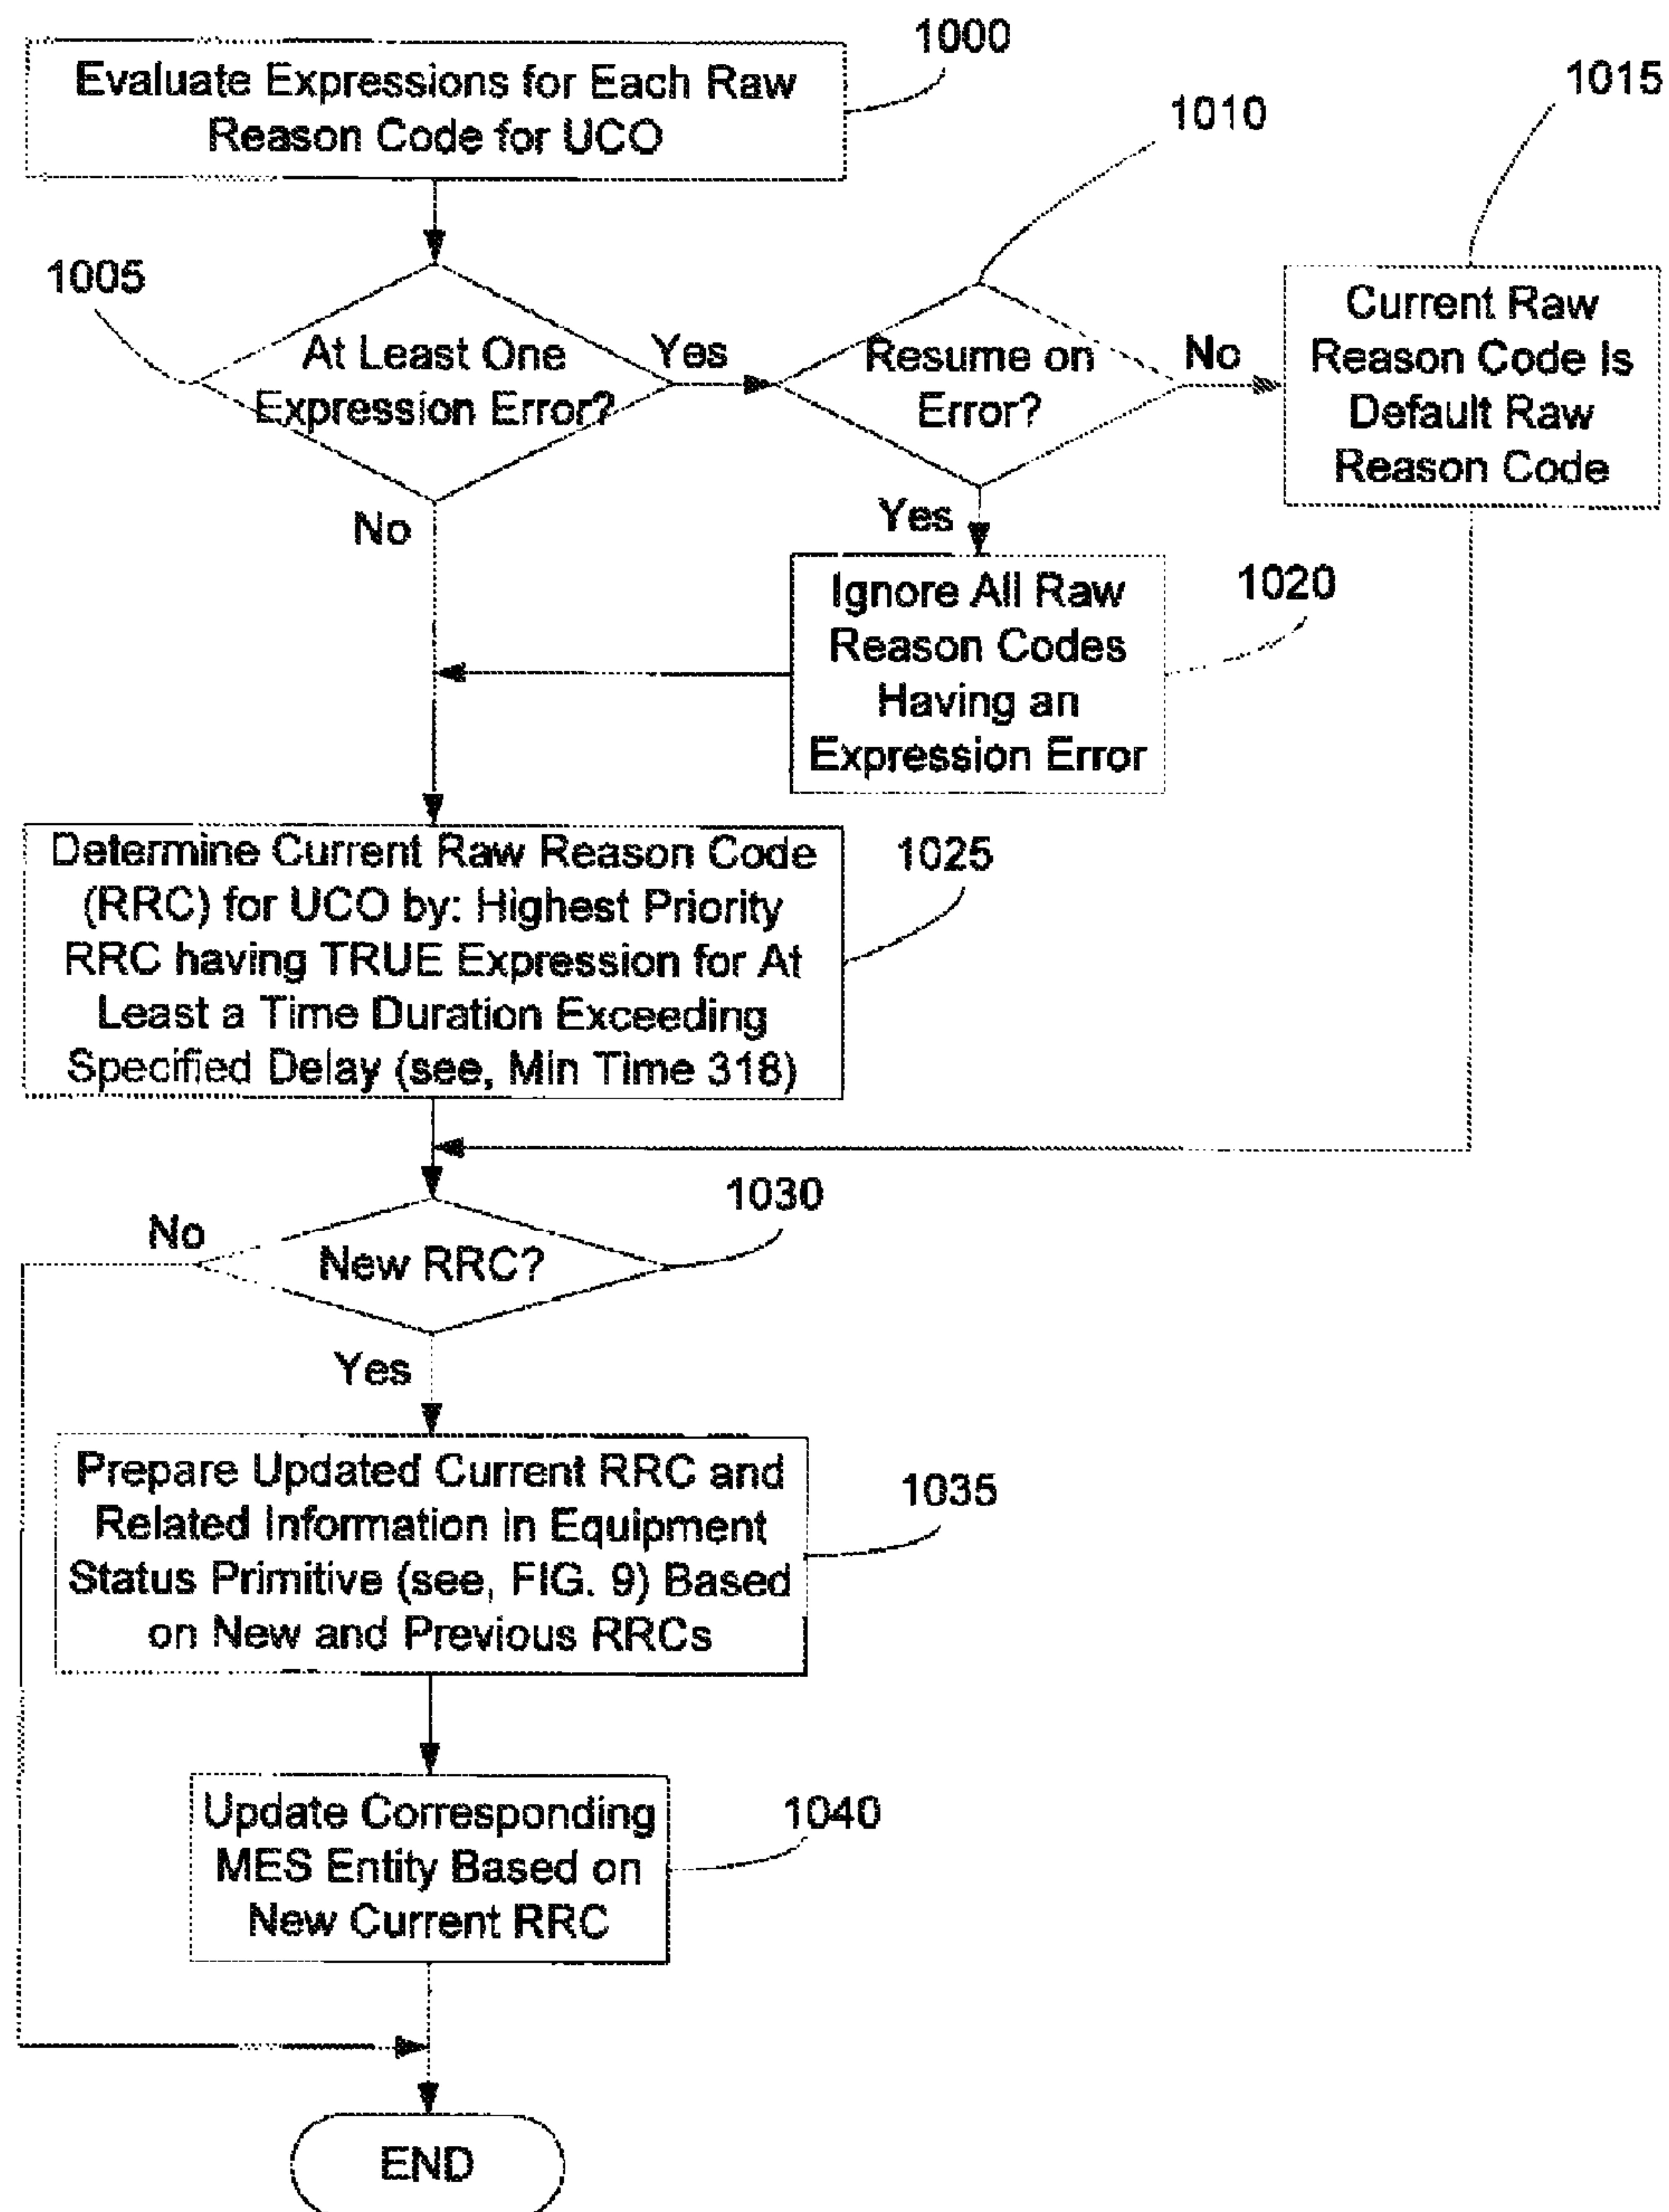 1000
Evaluate Expressions for Each Raw
Reason Code for UCO
1015
1010
1005
At Least One
Expression Error?
Yes
Resume on
Error?
No
Current Raw
Reason Code is
Default Raw
Reason Code
No
Yes
Ignore All Raw
Reason Codes
Having an
Expression Error
1020
Determine Current Raw Reason Code
(RRC) for UCO by: Highest Priority
RRC having TRUE Expression for At
Least a Time Duration Exceeding
Specified Delay (see, Min Time 318)
1025
No
New RRC?
1030
Yes
Prepare Updated Current RRC and
Related Information in Equipment
Status Primitive (see, FIG. 9) Based
on New and Previous RRCs
1035
Update Corresponding
MES Entity Based on
New Current RRC
1040
END